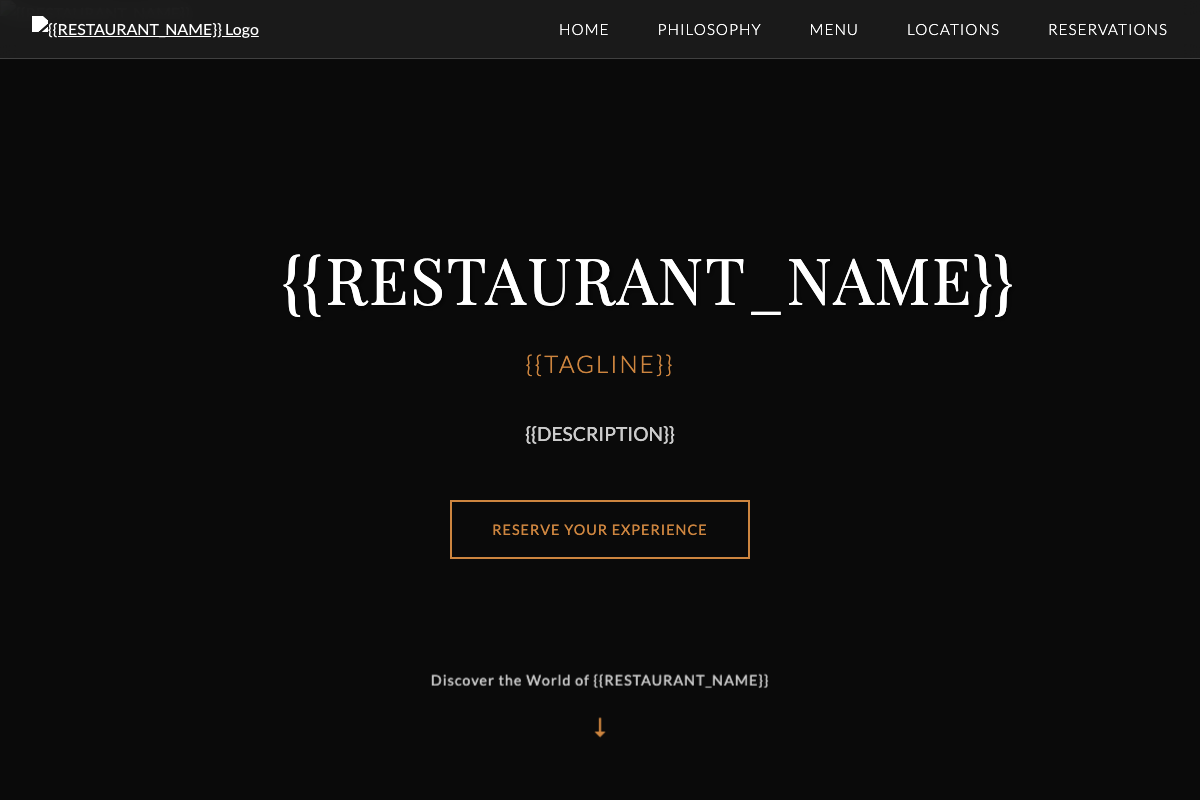 {{RESTAURANT_NAME}} Logo
HOME
PHILOSOPHY
MENU
LOCATIONS
RESERVATIONS
{{RESTAURANT_NAME}}
{{TAGLINE}}
{{DESCRIPTION}}
RESERVE YOUR EXPERIENCE
Discover the World of {{RESTAURANT_NAME}}
↓